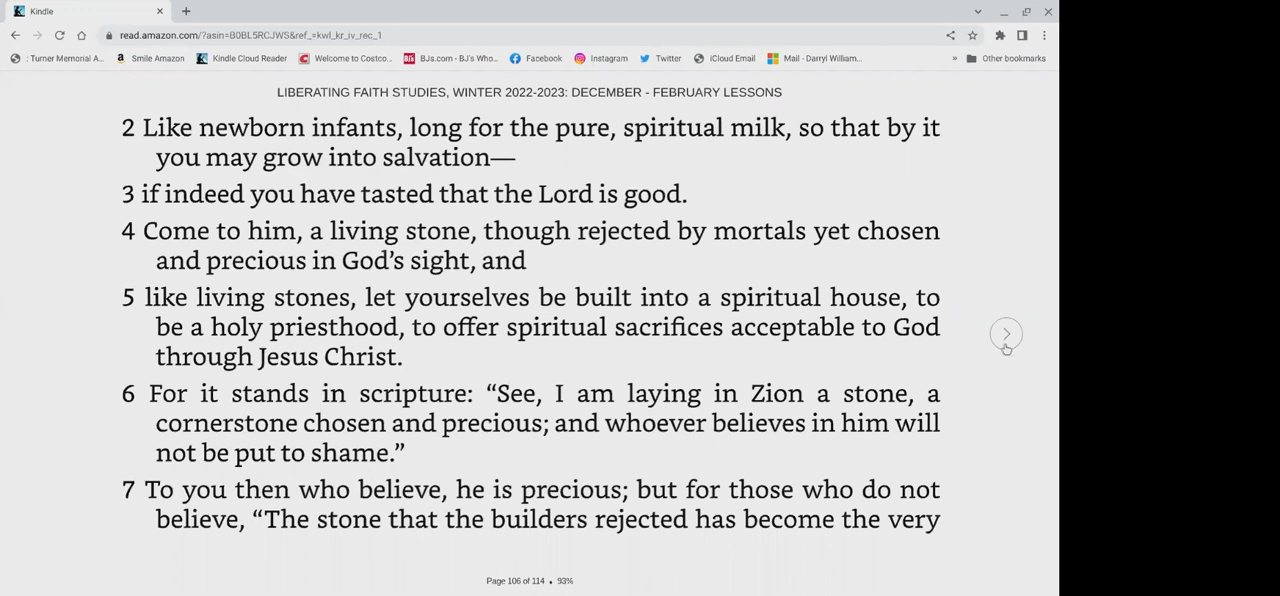 Kindle
read.amazon.com/?asin=B0BL5RCJWS&ref_=kwl_kr_iv_rec_1
: Turner Memorial A... Smile Amazon Kindle Cloud Reader Welcome to Costco... BJs.com - BJ's Who... Facebook Instagram Twitter iCloud Email Mail - Darryl William... » Other bookmarks
LIBERATING FAITH STUDIES, WINTER 2022-2023: DECEMBER - FEBRUARY LESSONS
2 Like newborn infants, long for the pure, spiritual milk, so that by it
you may grow into salvation—
3 if indeed you have tasted that the Lord is good.
4 Come to him, a living stone, though rejected by mortals yet chosen
and precious in God’s sight, and
5 like living stones, let yourselves be built into a spiritual house, to
be a holy priesthood, to offer spiritual sacrifices acceptable to God
through Jesus Christ.
6 For it stands in scripture: “See, I am laying in Zion a stone, a
cornerstone chosen and precious; and whoever believes in him will
not be put to shame.”
7 To you then who believe, he is precious; but for those who do not
believe, “The stone that the builders rejected has become the very
Page 106 of 114 • 93%